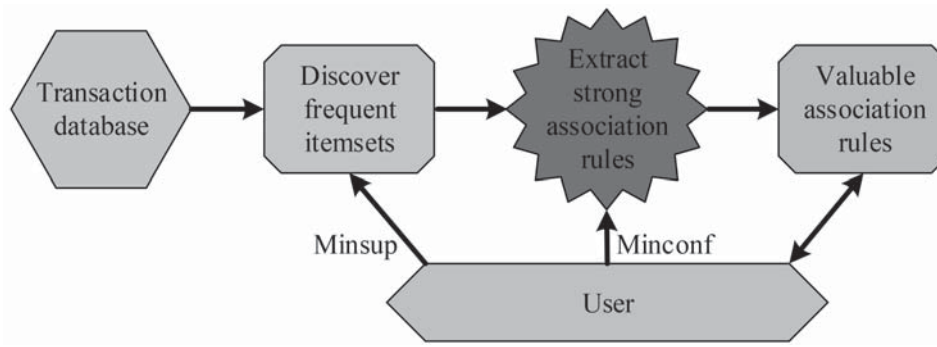 Transaction
database
Discover
frequent
itemsets
Extract
strong
association
rules
Valuable
association
rules
Minsup
Minconf
User